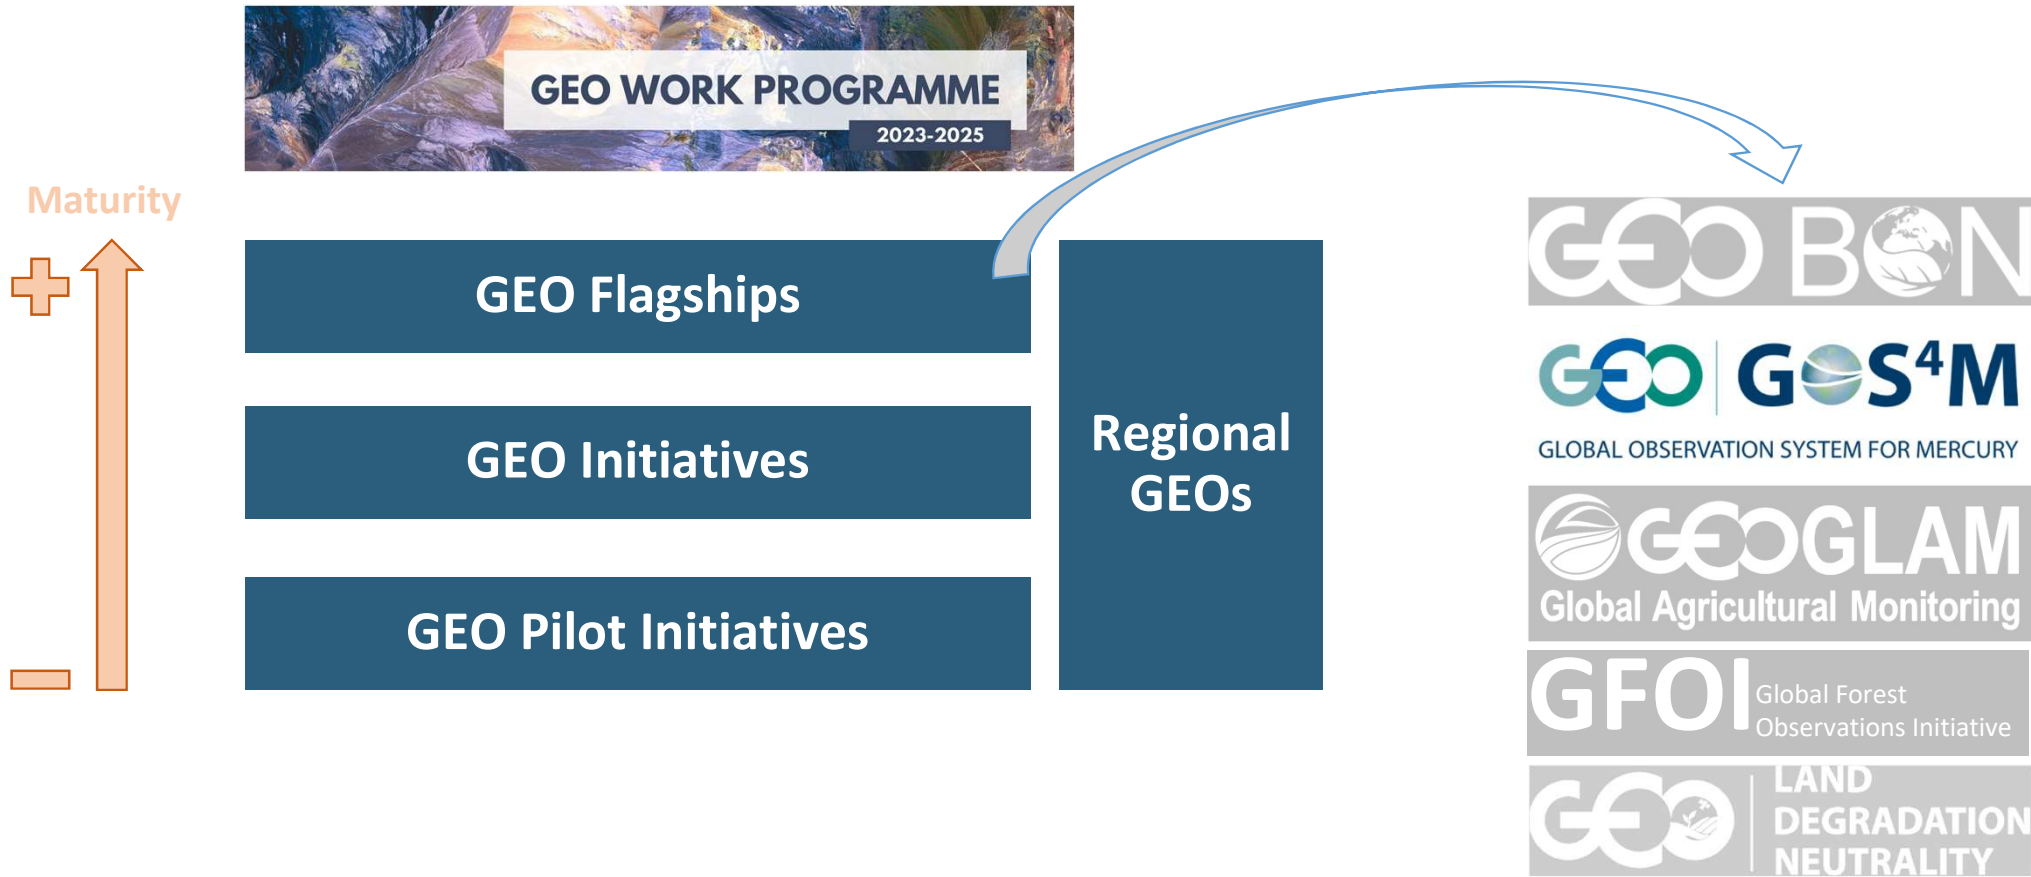 GEO WORK PROGRAMME
2023-2025
Maturity
GEO Flagships
GEO Initiatives
GEO Pilot Initiatives
Regional
GEOs
GEO BON
GEO GOS⁴M
GLOBAL OBSERVATION SYSTEM FOR MERCURY
GEOGLAM
Global Agricultural Monitoring
GFOI
Global Forest
Observations Initiative
GEO
LAND
DEGRADATION
NEUTRALITY